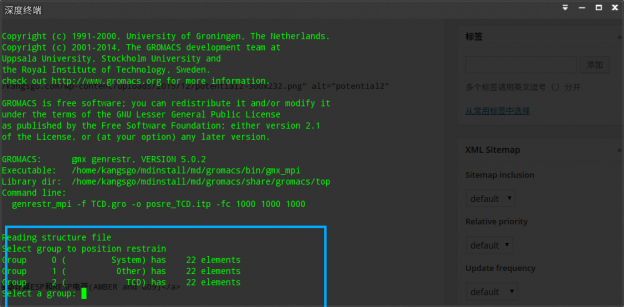 深度终端
Copyright (c) 1991-2000, University of Groningen, The Netherlands.
Copyright (c) 2001-2014, The GROMACS development team at
Uppsala University, Stockholm University and
the Royal Institute of Technology, Sweden.
check out http://www.gromacs.org for more information.
GROMACS is free software; you can redistribute it and/or modify it
under the terms of the GNU Lesser General Public License
as published by the Free Software Foundation; either version 2.1
of the License, or (at your option) any later version.
GROMACS:      gmx genrestr, VERSION 5.0.2
Executable:   /home/kangsgo/mdinstall/md/gromacs/bin/gmx_mpi
Library dir:  /home/kangsgo/mdinstall/md/gromacs/share/gromacs/top
Command line:
genrestr_mpi -f TCD.gro -o posre_TCD.itp -fc 1000 1000 1000
Reading structure file
Select group to position restrain
Group     0 (         System) has    22 elements
Group     1 (          Other) has    22 elements
Group     2 (            TCD) has    22 elements
Select a group:
标签
添加
多个标签请用英文逗号（,）分开
从常用标签中选择
XML Sitemap
Sitemap inclusion
default
Relative priority
default
Update frequency
default